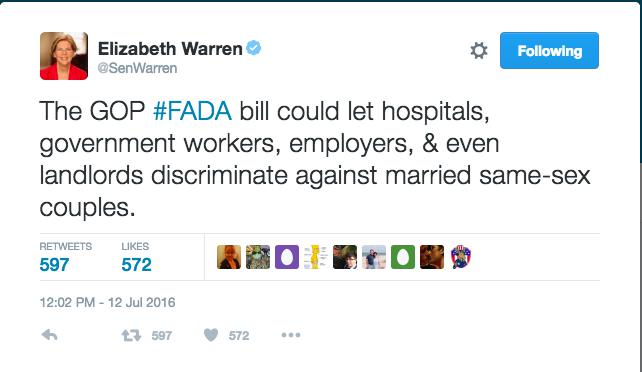 Elizabeth Warren
@SenWarren
Following
The GOP #FADA bill could let hospitals,
government workers, employers, & even
landlords discriminate against married same-sex
couples.
RETWEETS LIKES
597 572
12:02 PM - 12 Jul 2016
597 572